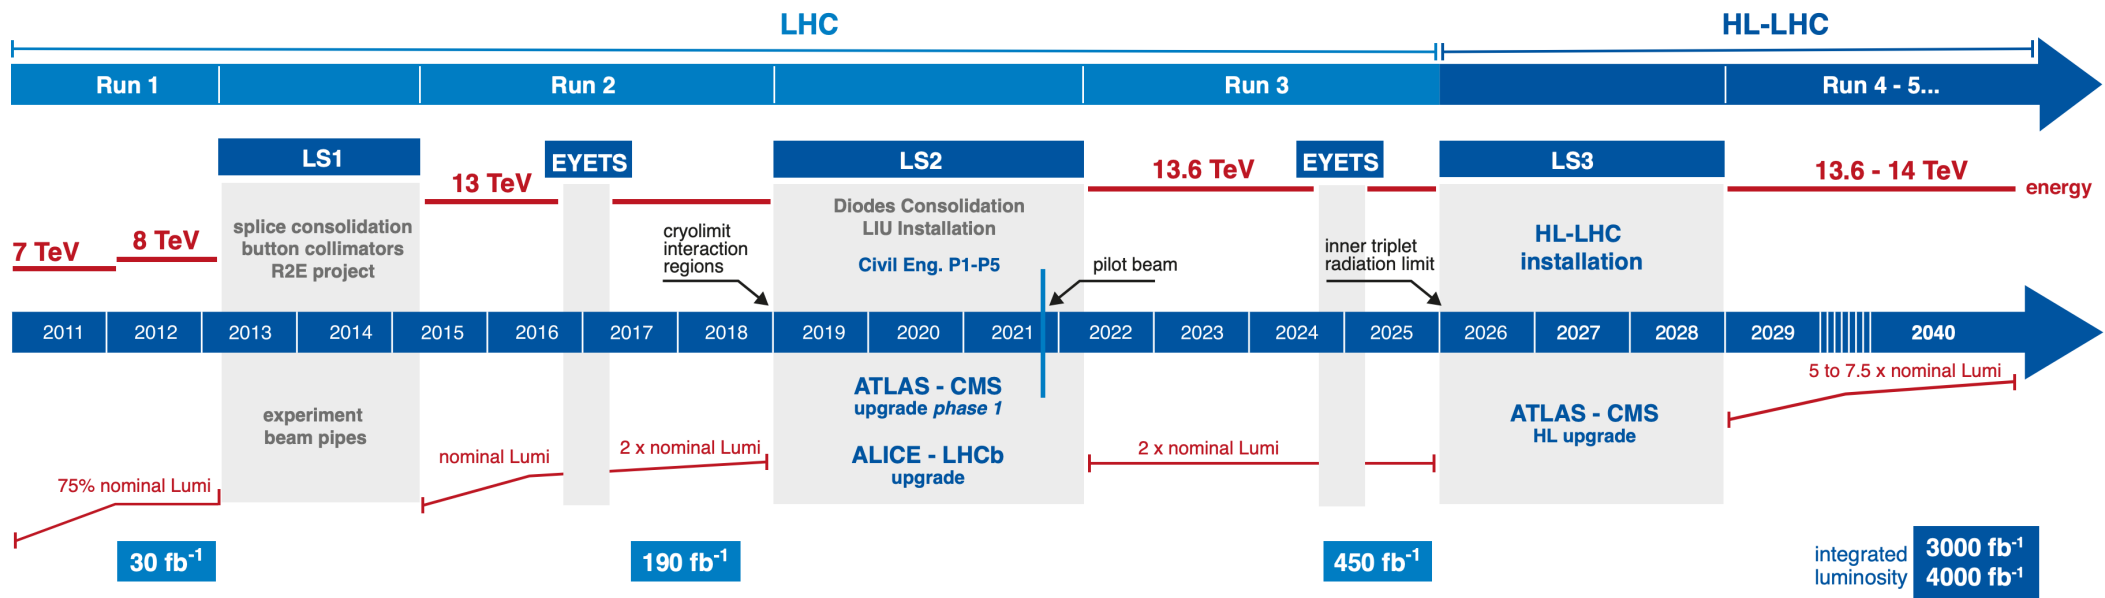 LHC
HL-LHC
Run 1
Run 2
Run 3
Run 4 - 5...
LS1
EYETS
LS2
EYETS
LS3
13 TeV
13.6 TeV
13.6 - 14 TeV
energy
7 TeV
8 TeV
splice consolidation
button collimators
R2E project
cryolimit
interaction
regions
Diodes Consolidation
LIU Installation
Civil Eng. P1-P5
pilot beam
inner triplet
radiation limit
HL-LHC
installation
2011
2012
2013
2014
2015
2016
2017
2018
2019
2020
2021
2022
2023
2024
2025
2026
2027
2028
2029
2040
5 to 7.5 x nominal Lumi
experiment
beam pipes
ATLAS - CMS
upgrade phase 1
ALICE - LHCb
upgrade
ATLAS - CMS
HL upgrade
75% nominal Lumi
nominal Lumi
2 x nominal Lumi
2 x nominal Lumi
30 fb-1
190 fb-1
450 fb-1
integrated
luminosity
3000 fb-1
4000 fb-1